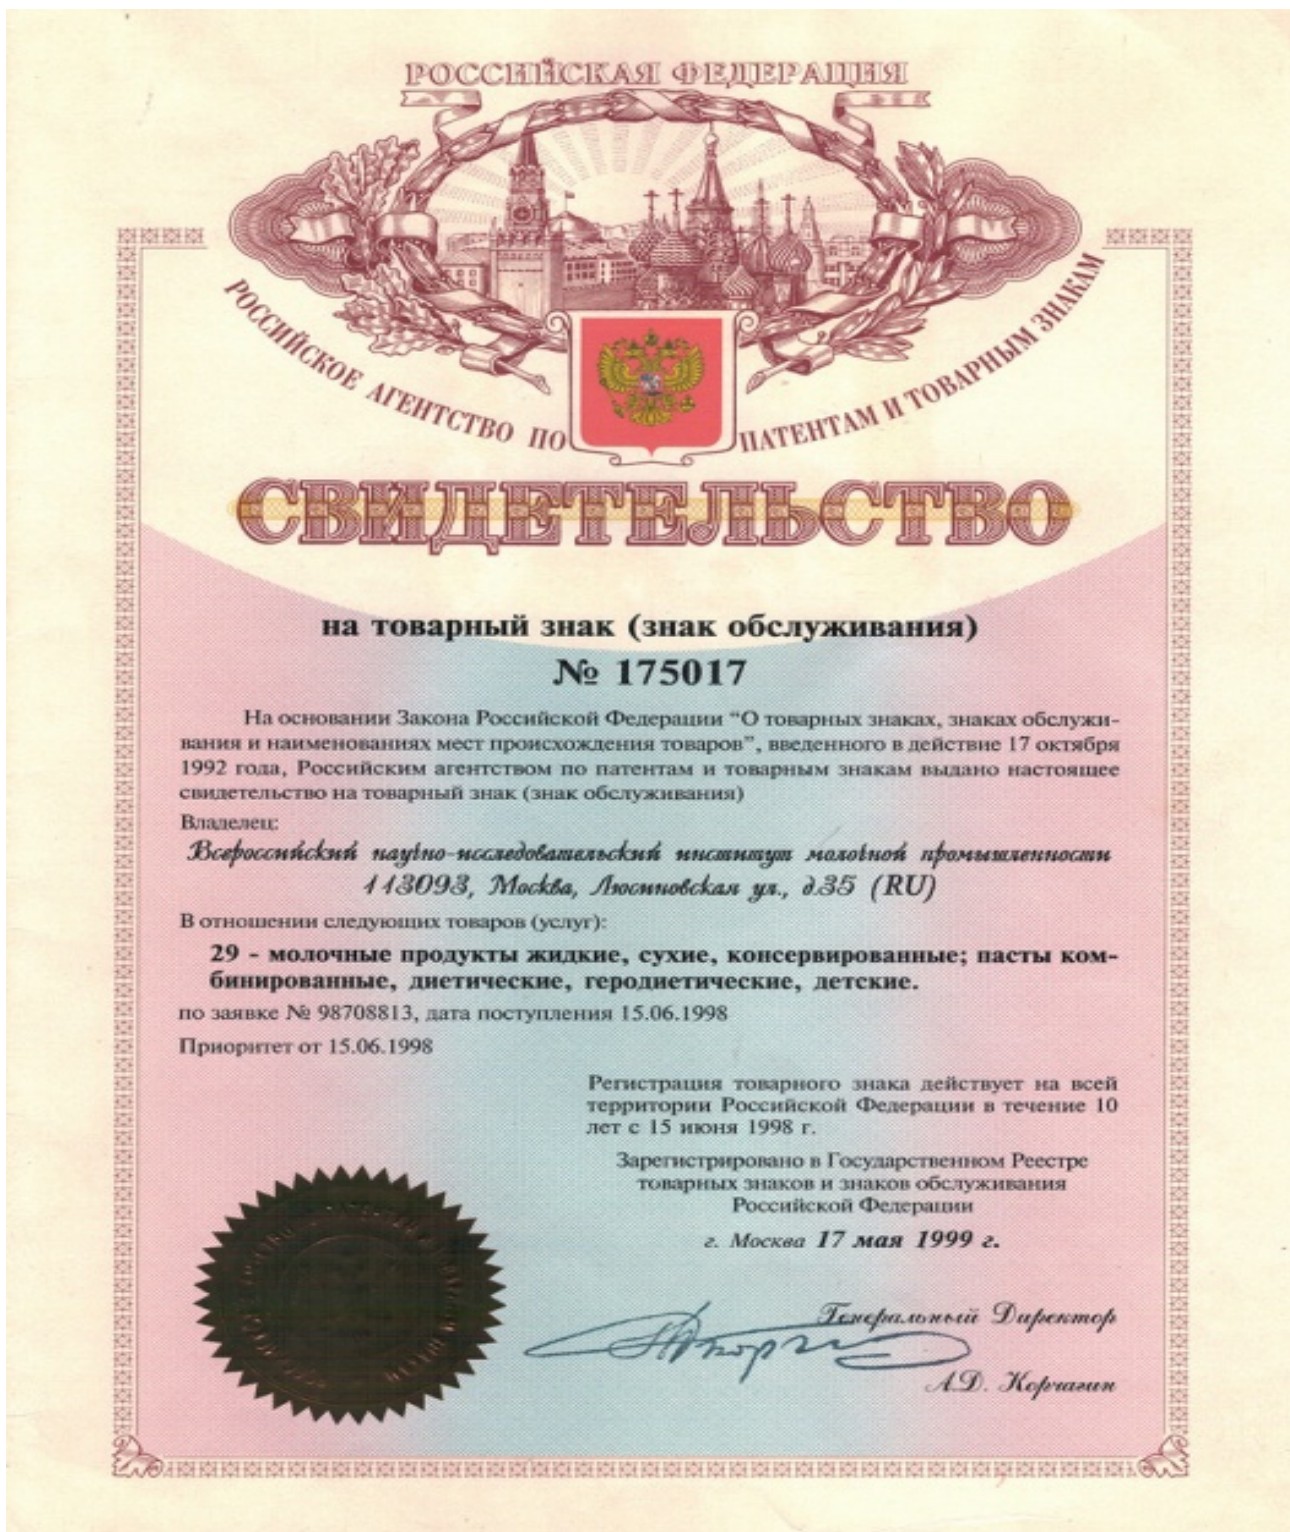 РОССИЙСКАЯ ФЕДЕРАЦИЯ
РОССИЙСКОЕ АГЕНТСТВО ПО ПАТЕНТАМ И ТОВАРНЫМ ЗНАКАМ
СВИДЕТЕЛЬСТВО
на товарный знак (знак обслуживания)
№ 175017
На основании Закона Российской Федерации “О товарных знаках, знаках обслужи-
вания и наименованиях мест происхождения товаров”, введенного в действие 17 октября
1992 года, Российским агентством по патентам и товарным знакам выдано настоящее
свидетельство на товарный знак (знак обслуживания)
Владелец:
Всероссийский научно-исследовательский институт молочной промышленности
113093, Москва, Люсиновская ул., д.35 (RU)
В отношении следующих товаров (услуг):
29 - молочные продукты жидкие, сухие, консервированные; пасты ком-
бинированные, диетические, геродиетические, детские.
по заявке № 98708813, дата поступления 15.06.1998
Приоритет от 15.06.1998
Регистрация товарного знака действует на всей
территории Российской Федерации в течение 10
лет с 15 июня 1998 г.
Зарегистрировано в Государственном Реестре
товарных знаков и знаков обслуживания
Российской Федерации
г. Москва 17 мая 1999 г.
Генеральный Директор
А.Д. Корчагин